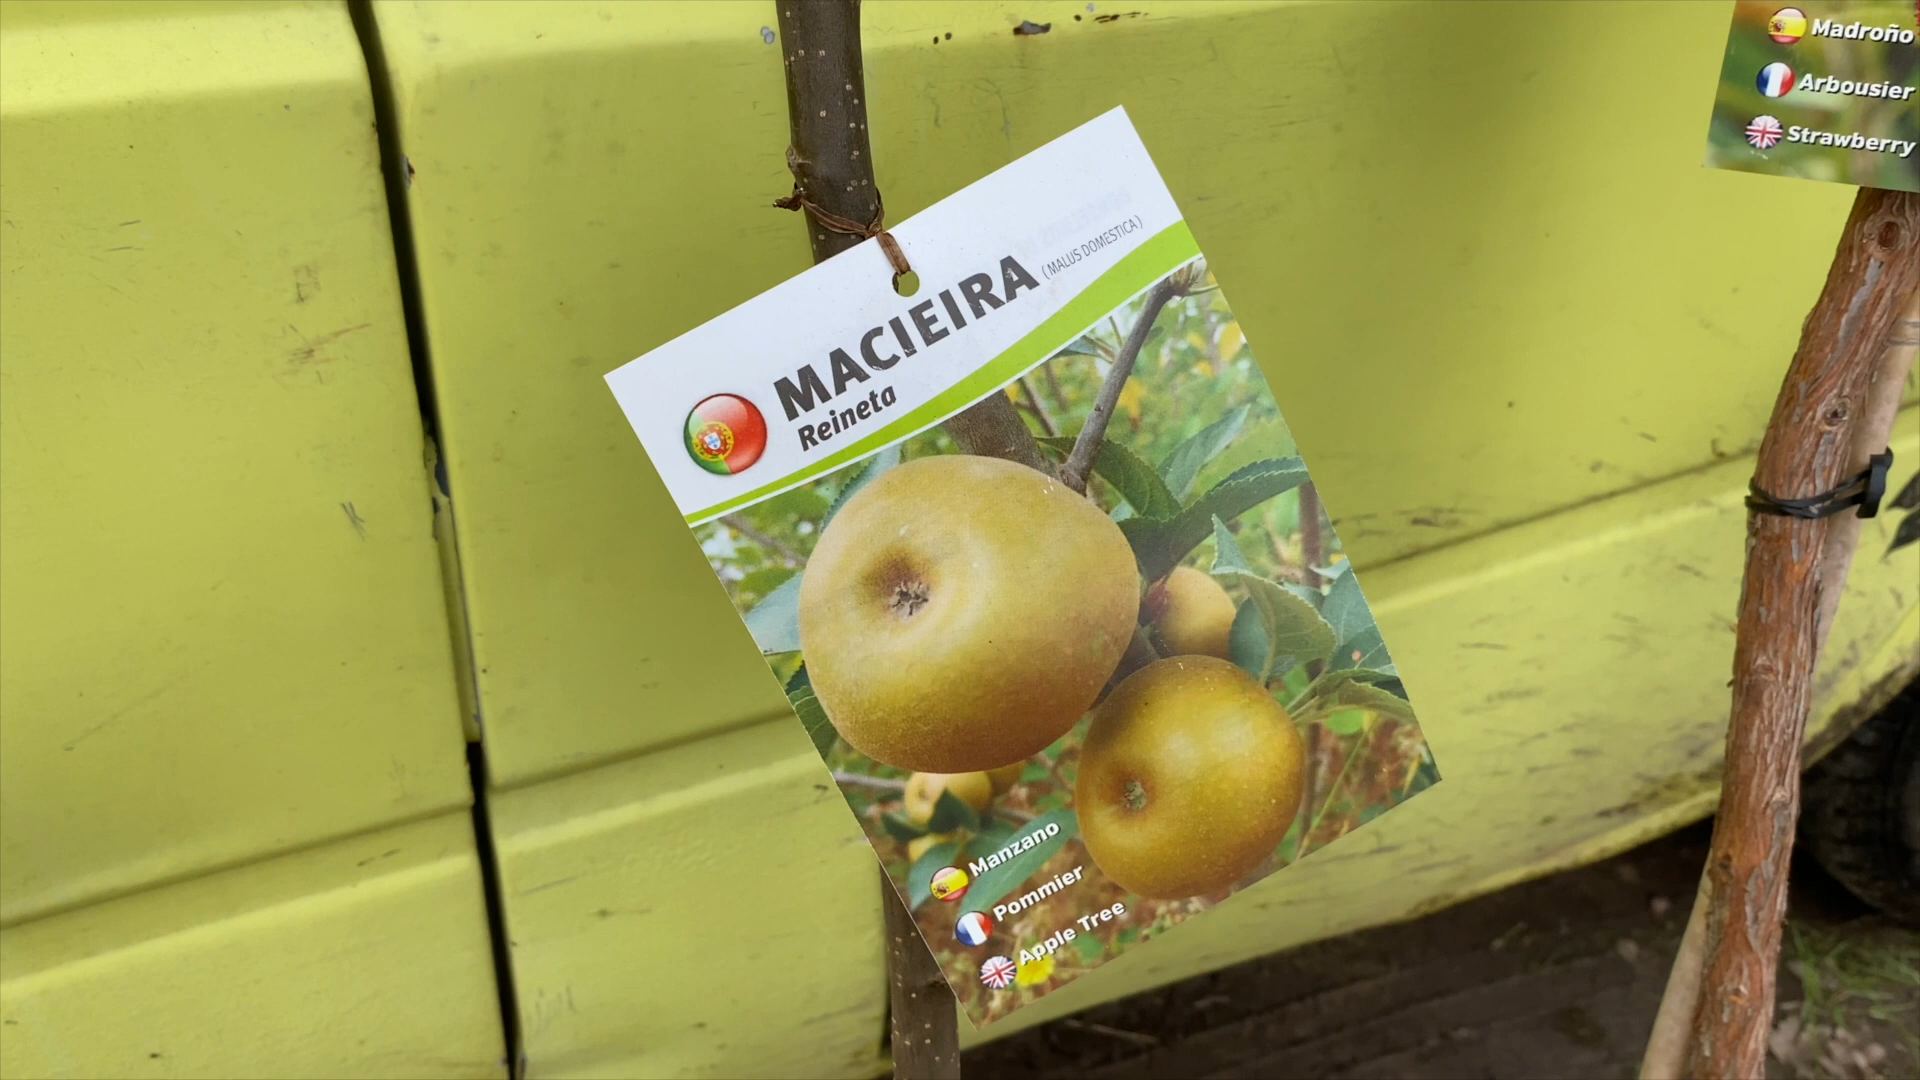 MACIEIRA (MALUS DOMESTICA)
Reineta
Manzano
Pommier
Apple Tree
Madroño
Arbousier
Strawberry